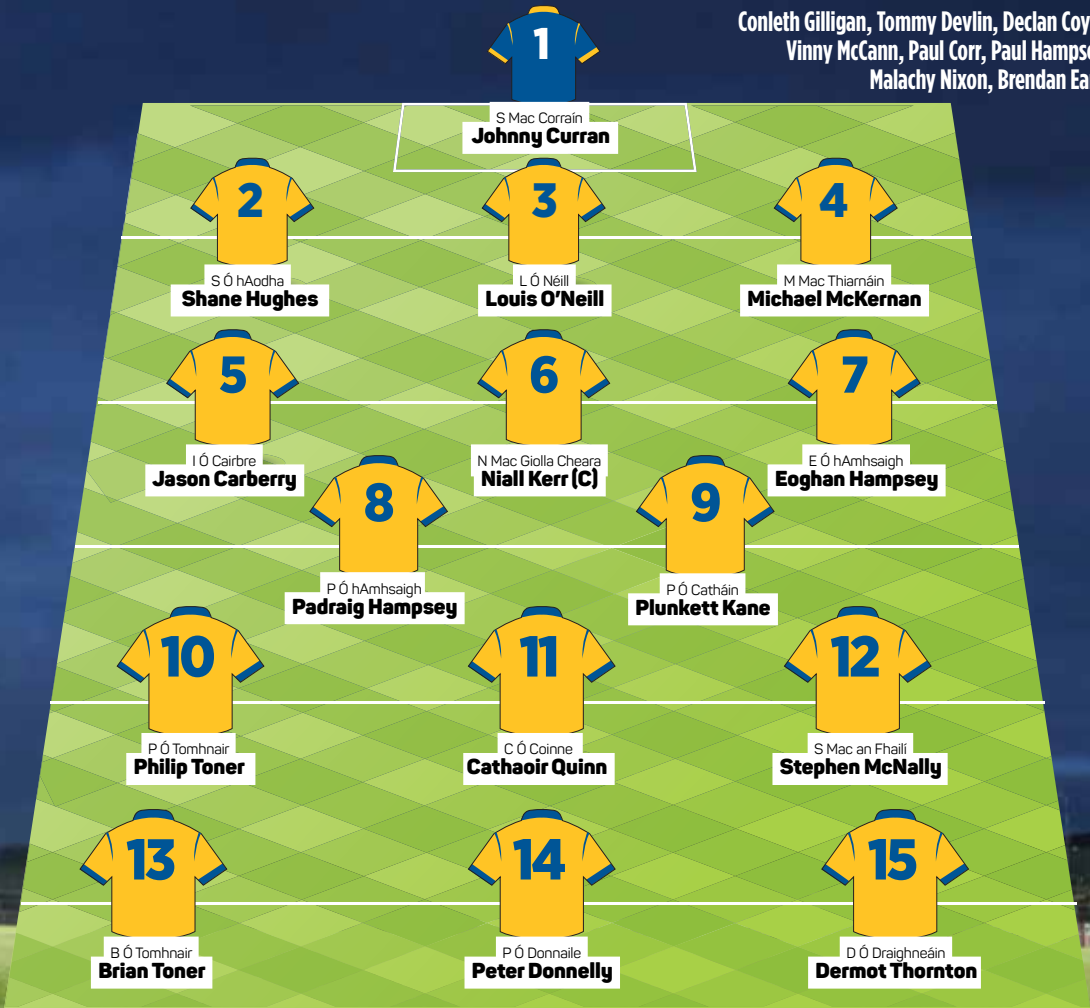 Conleth Gilligan, Tommy Devlin, Declan Coy
Vinny McCann, Paul Corr, Paul Hampse
Malachy Nixon, Brendan Ea
1
S Mac Corraín
Johnny Curran
2
S Ó hAodha
Shane Hughes
3
L Ó Néill
Louis O'Neill
4
M Mac Thiarnáin
Michael McKernan
5
I Ó Cairbre
Jason Carberry
6
N Mac Giolla Cheara
Niall Kerr (C)
7
E Ó hAmhsaigh
Eoghan Hampsey
8
P Ó hAmhsaigh
Padraig Hampsey
9
P Ó Catháin
Plunkett Kane
10
P Ó Tomhnair
Philip Toner
11
C Ó Coinne
Cathaoir Quinn
12
S Mac an Fhailí
Stephen McNally
13
B Ó Tomhnair
Brian Toner
14
P Ó Donnaile
Peter Donnelly
15
D Ó Draighneáin
Dermot Thornton